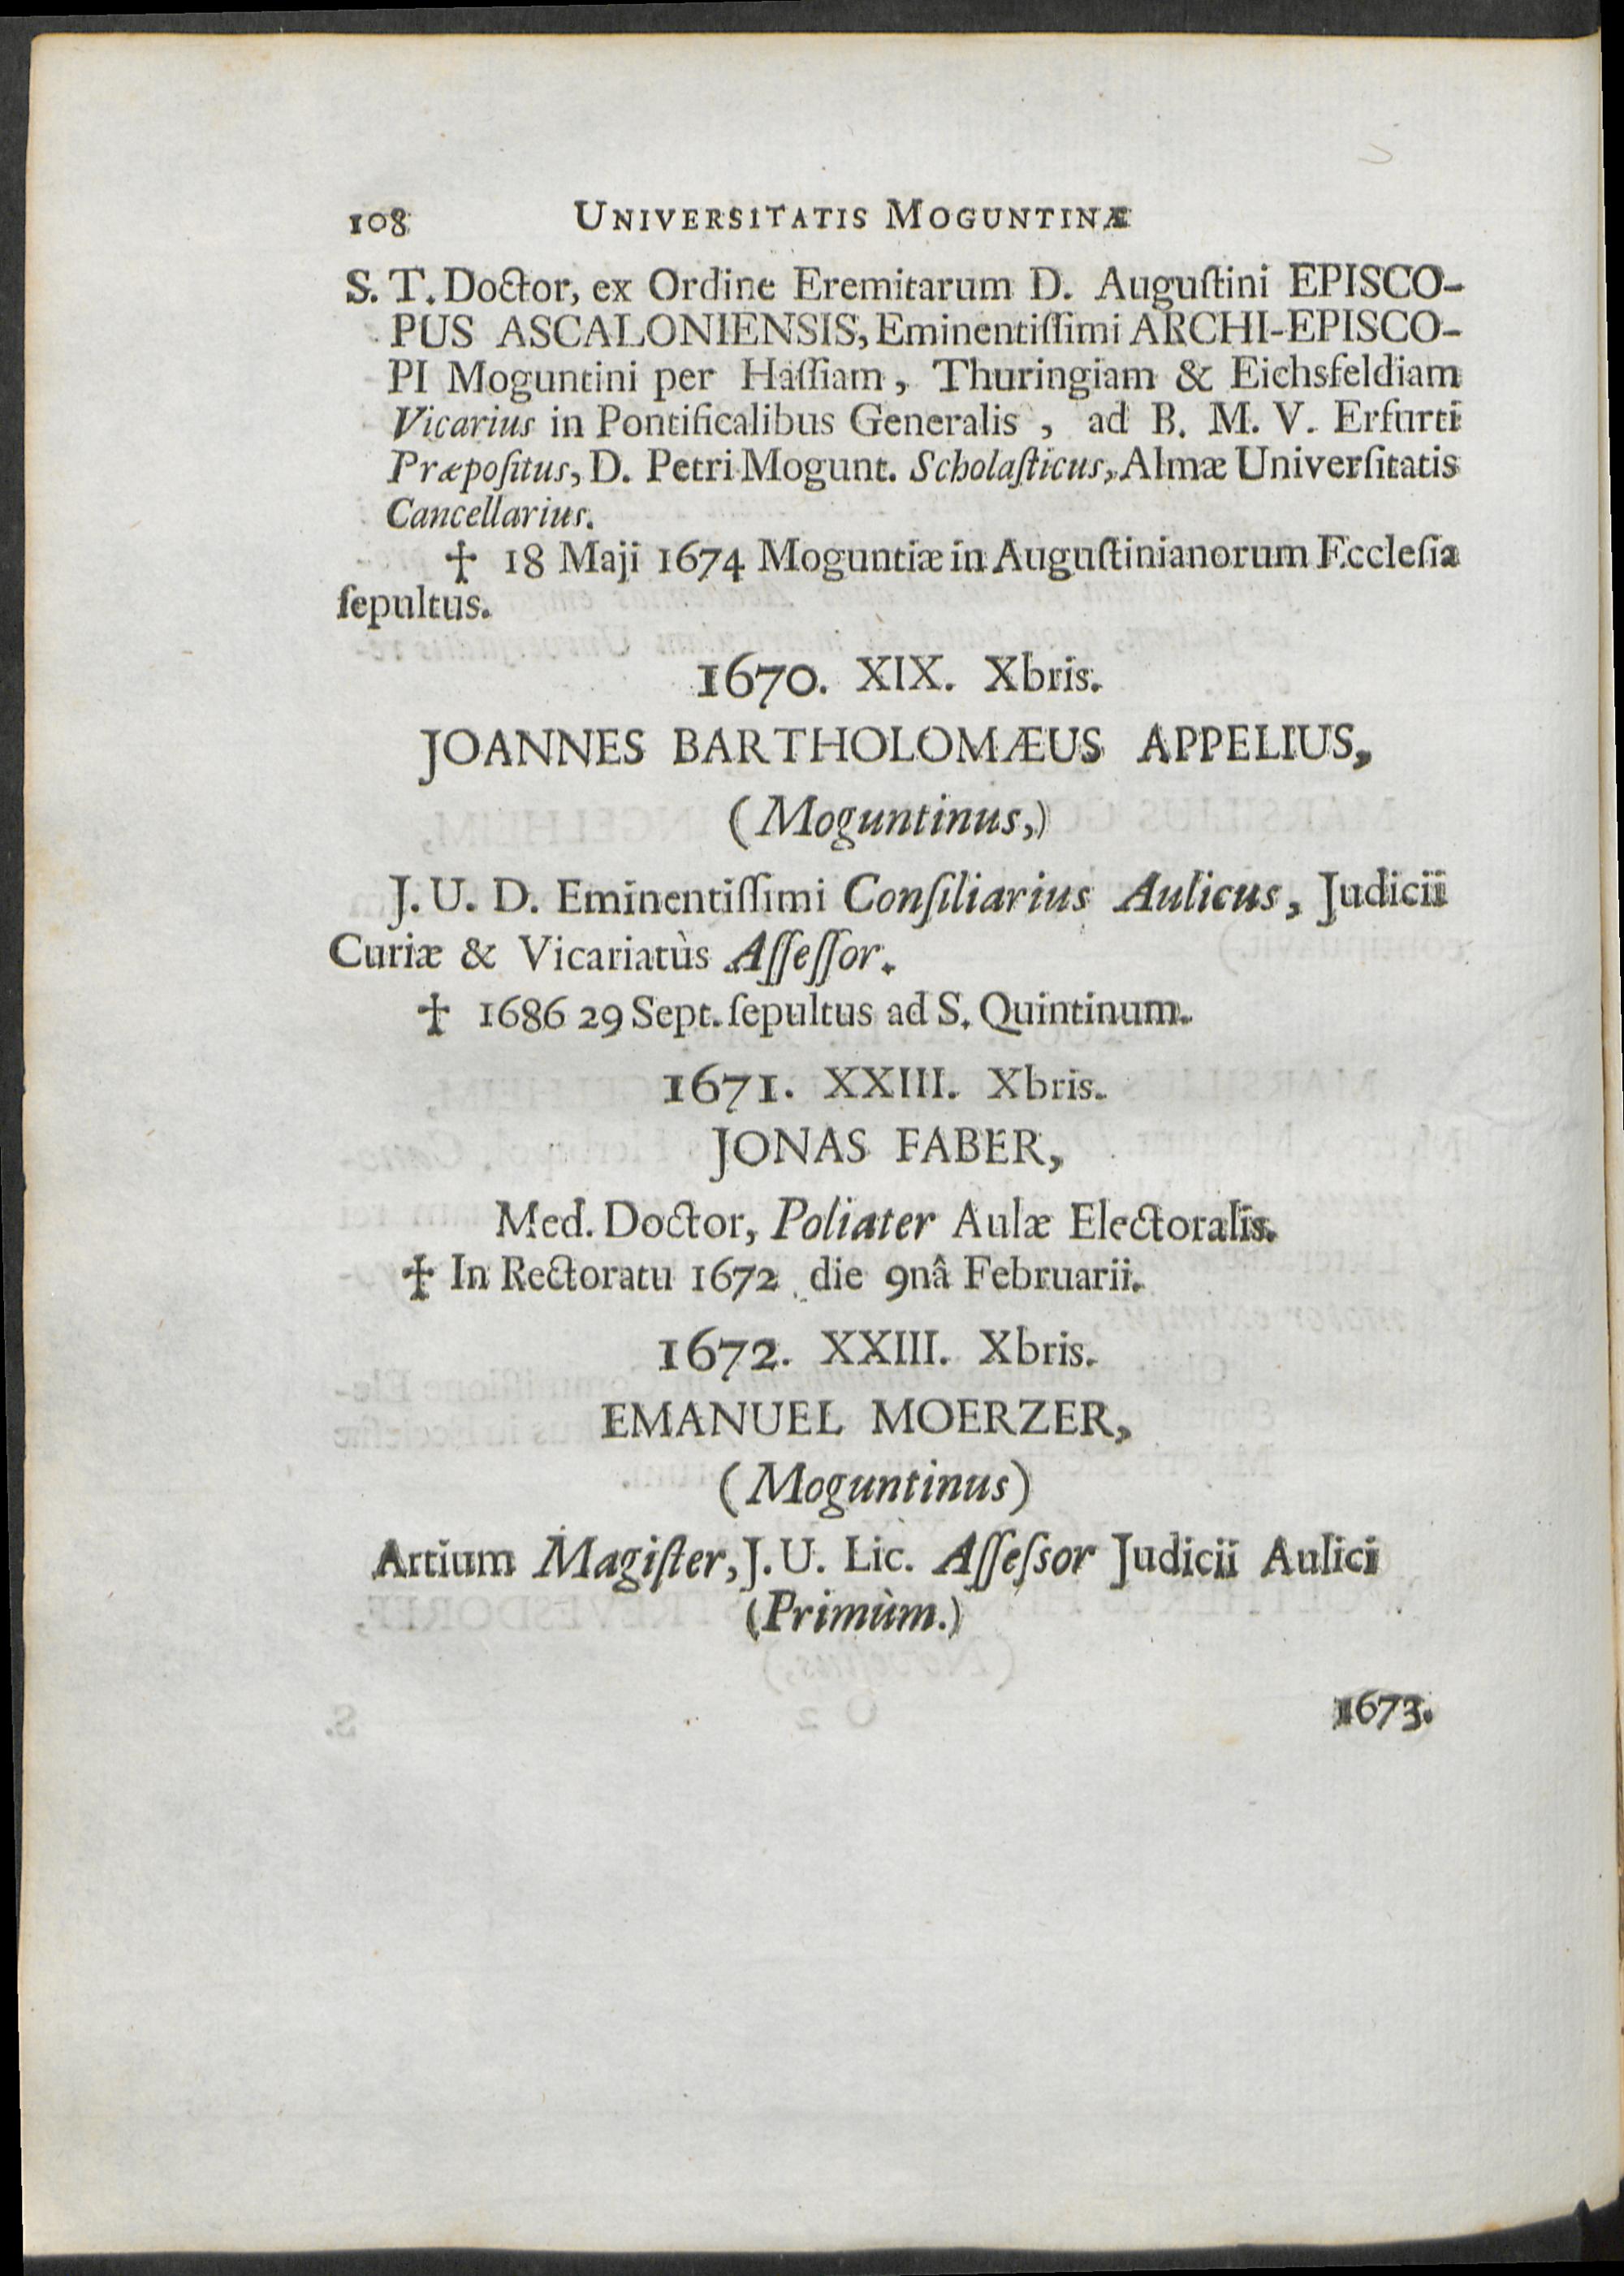 108 UNIVERSITATIS MOGUNTINÆ
S. T. Doctor, ex Ordine Eremitarum D. Auguſtini EPISCO-
PUS ASCALONIENSIS, Eminentiſſimi ARCHI-EPISCO-
PI Moguntini per Haſſiam, Thuringiam & Eichsfeldiam
Vicarius in Pontificalibus Generalis, ad B. M. V. Erfurti
Præpoſitus, D. Petri Mogunt. Scholaſticus, Almæ Univerſitatis
Cancellarius.
✝ 18 Maji 1674 Moguntiæ in Auguſtinianorum Eccleſia
ſepultus.
1670. XIX. Xbris.
JOANNES BARTHOLOMÆUS APPELIUS,
(Moguntinus,)
J. U. D. Eminentiſſimi Conſiliarius Aulicus, Judicii
Curiæ & Vicariatùs Aſſeſſor.
✝ 1686 29 Sept. ſepultus ad S. Quintinum.
1671. XXIII. Xbris.
JONAS FABER,
Med. Doctor, Poliater Aulæ Electoralis.
✝ In Rectoratu 1672 die 9nâ Februarii.
1672. XXIII. Xbris.
EMANUEL MOERZER,
(Moguntinus)
Artium Magiſter, J. U. Lic. Aſſeſsor Judicii Aulici
(Primùm.)
1673.